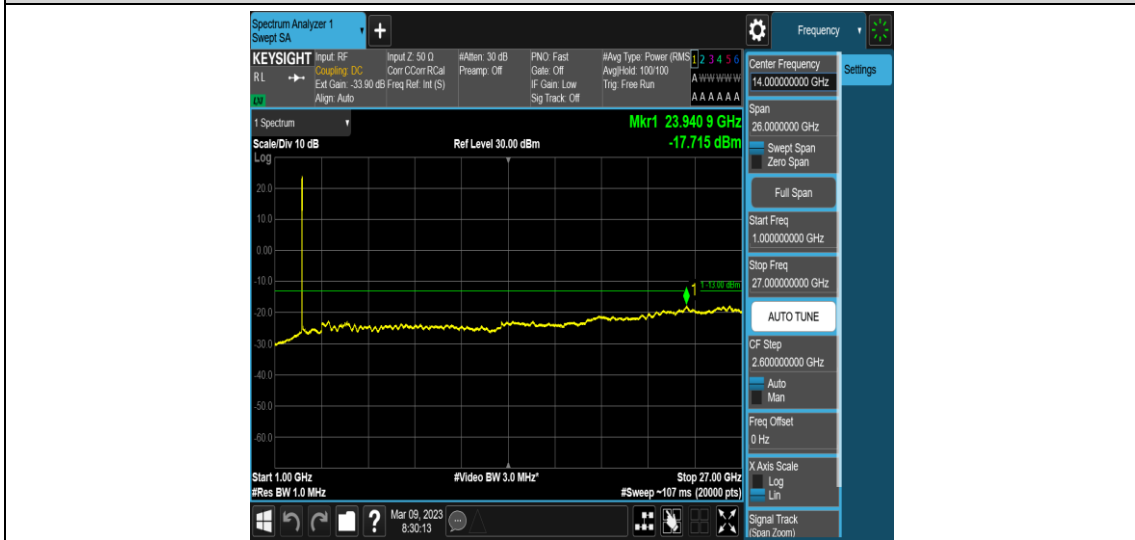 Spectrum Analyzer 1
Swept SA
+
Frequency
KEYSIGHT
RL
LXI
Input: RF
Coupling: DC
Ext Gain: -33.90 dB
Align: Auto
Input Z: 50 Ω
Corr CCorr RCal
Freq Ref: Int (S)
#Atten: 30 dB
Preamp: Off
PNO: Fast
Gate: Off
IF Gain: Low
Sig Track: Off
#Avg Type: Power (RMS
Avg|Hold: 100/100
Trig: Free Run
1 2 3 4 5 6
A W W W W W
A A A A A A
1 Spectrum
Mkr1 23.940 9 GHz
Scale/Div 10 dB
Ref Level 30.00 dBm
-17.715 dBm
Log
20.0
10.0
0.00
-10.0
-20.0
-30.0
-40.0
-50.0
-60.0
1
1 -13.00 dBm
Start 1.00 GHz
#Video BW 3.0 MHz*
Stop 27.00 GHz
#Res BW 1.0 MHz
#Sweep ~107 ms (20000 pts)
?
Mar 09, 2023
8:30:13
Center Frequency
14.00000000 GHz
Settings
Span
26.0000000 GHz
Swept Span
Zero Span
Full Span
Start Freq
1.000000000 GHz
Stop Freq
27.00000000 GHz
AUTO TUNE
CF Step
2.600000000 GHz
Auto
Man
Freq Offset
0 Hz
X Axis Scale
Log
Lin
Signal Track
(Span Zoom)